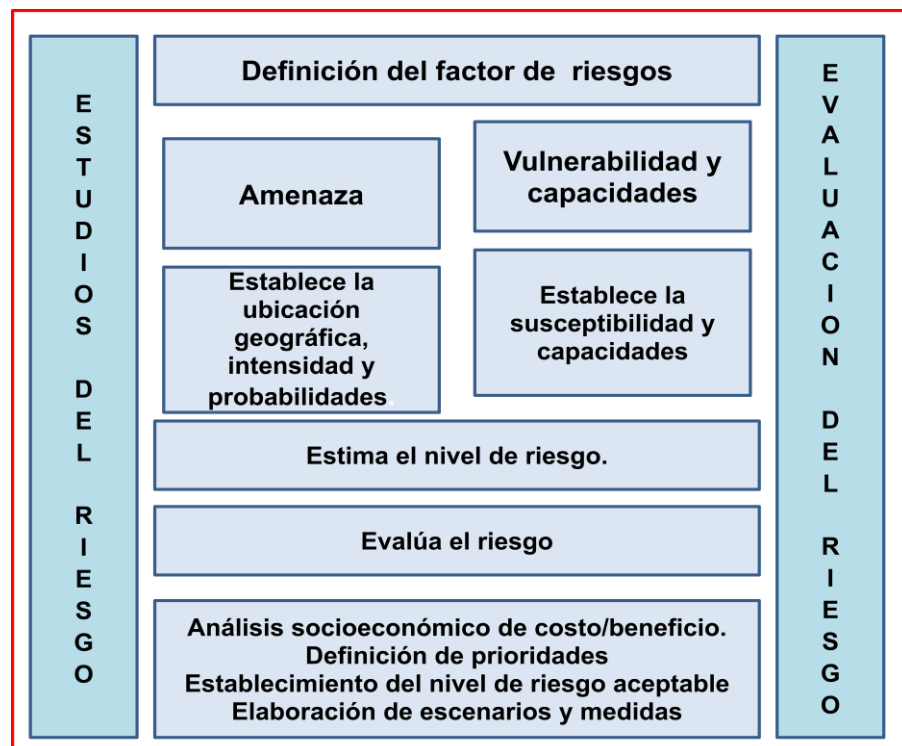 ESTUDIOS DEL RIESGO
Definición del factor de riesgos
Amenaza
Vulnerabilidad y
capacidades
Establece la
ubicación
geográfica,
intensidad y
probabilidades.
Establece la
susceptibilidad y
capacidades
Estima el nivel de riesgo.
Evalúa el riesgo
Análisis socioeconómico de costo/beneficio.
Definición de prioridades
Establecimiento del nivel de riesgo aceptable
Elaboración de escenarios y medidas
EVALUACION DEL RIESGO